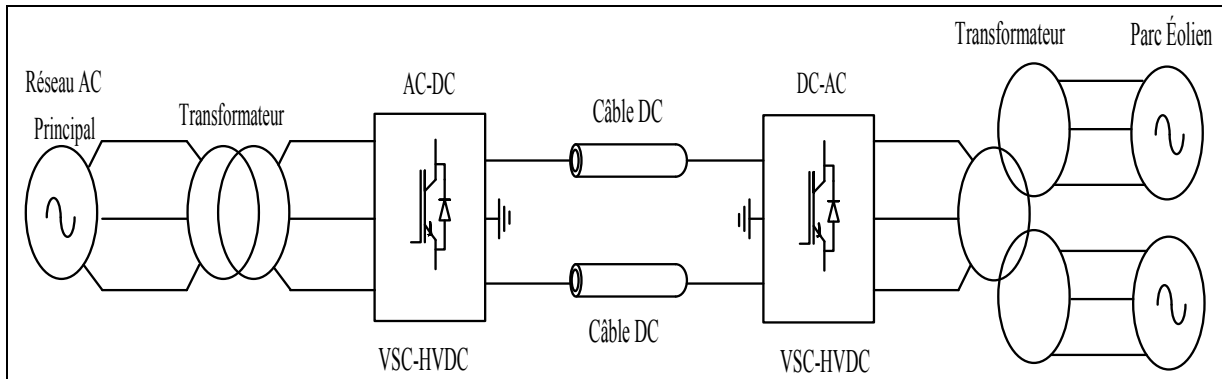 Réseau AC
Principal
Transformateur
AC-DC
VSC-HVDC
Câble DC
Câble DC
DC-AC
VSC-HVDC
Transformateur
Parc Éolien